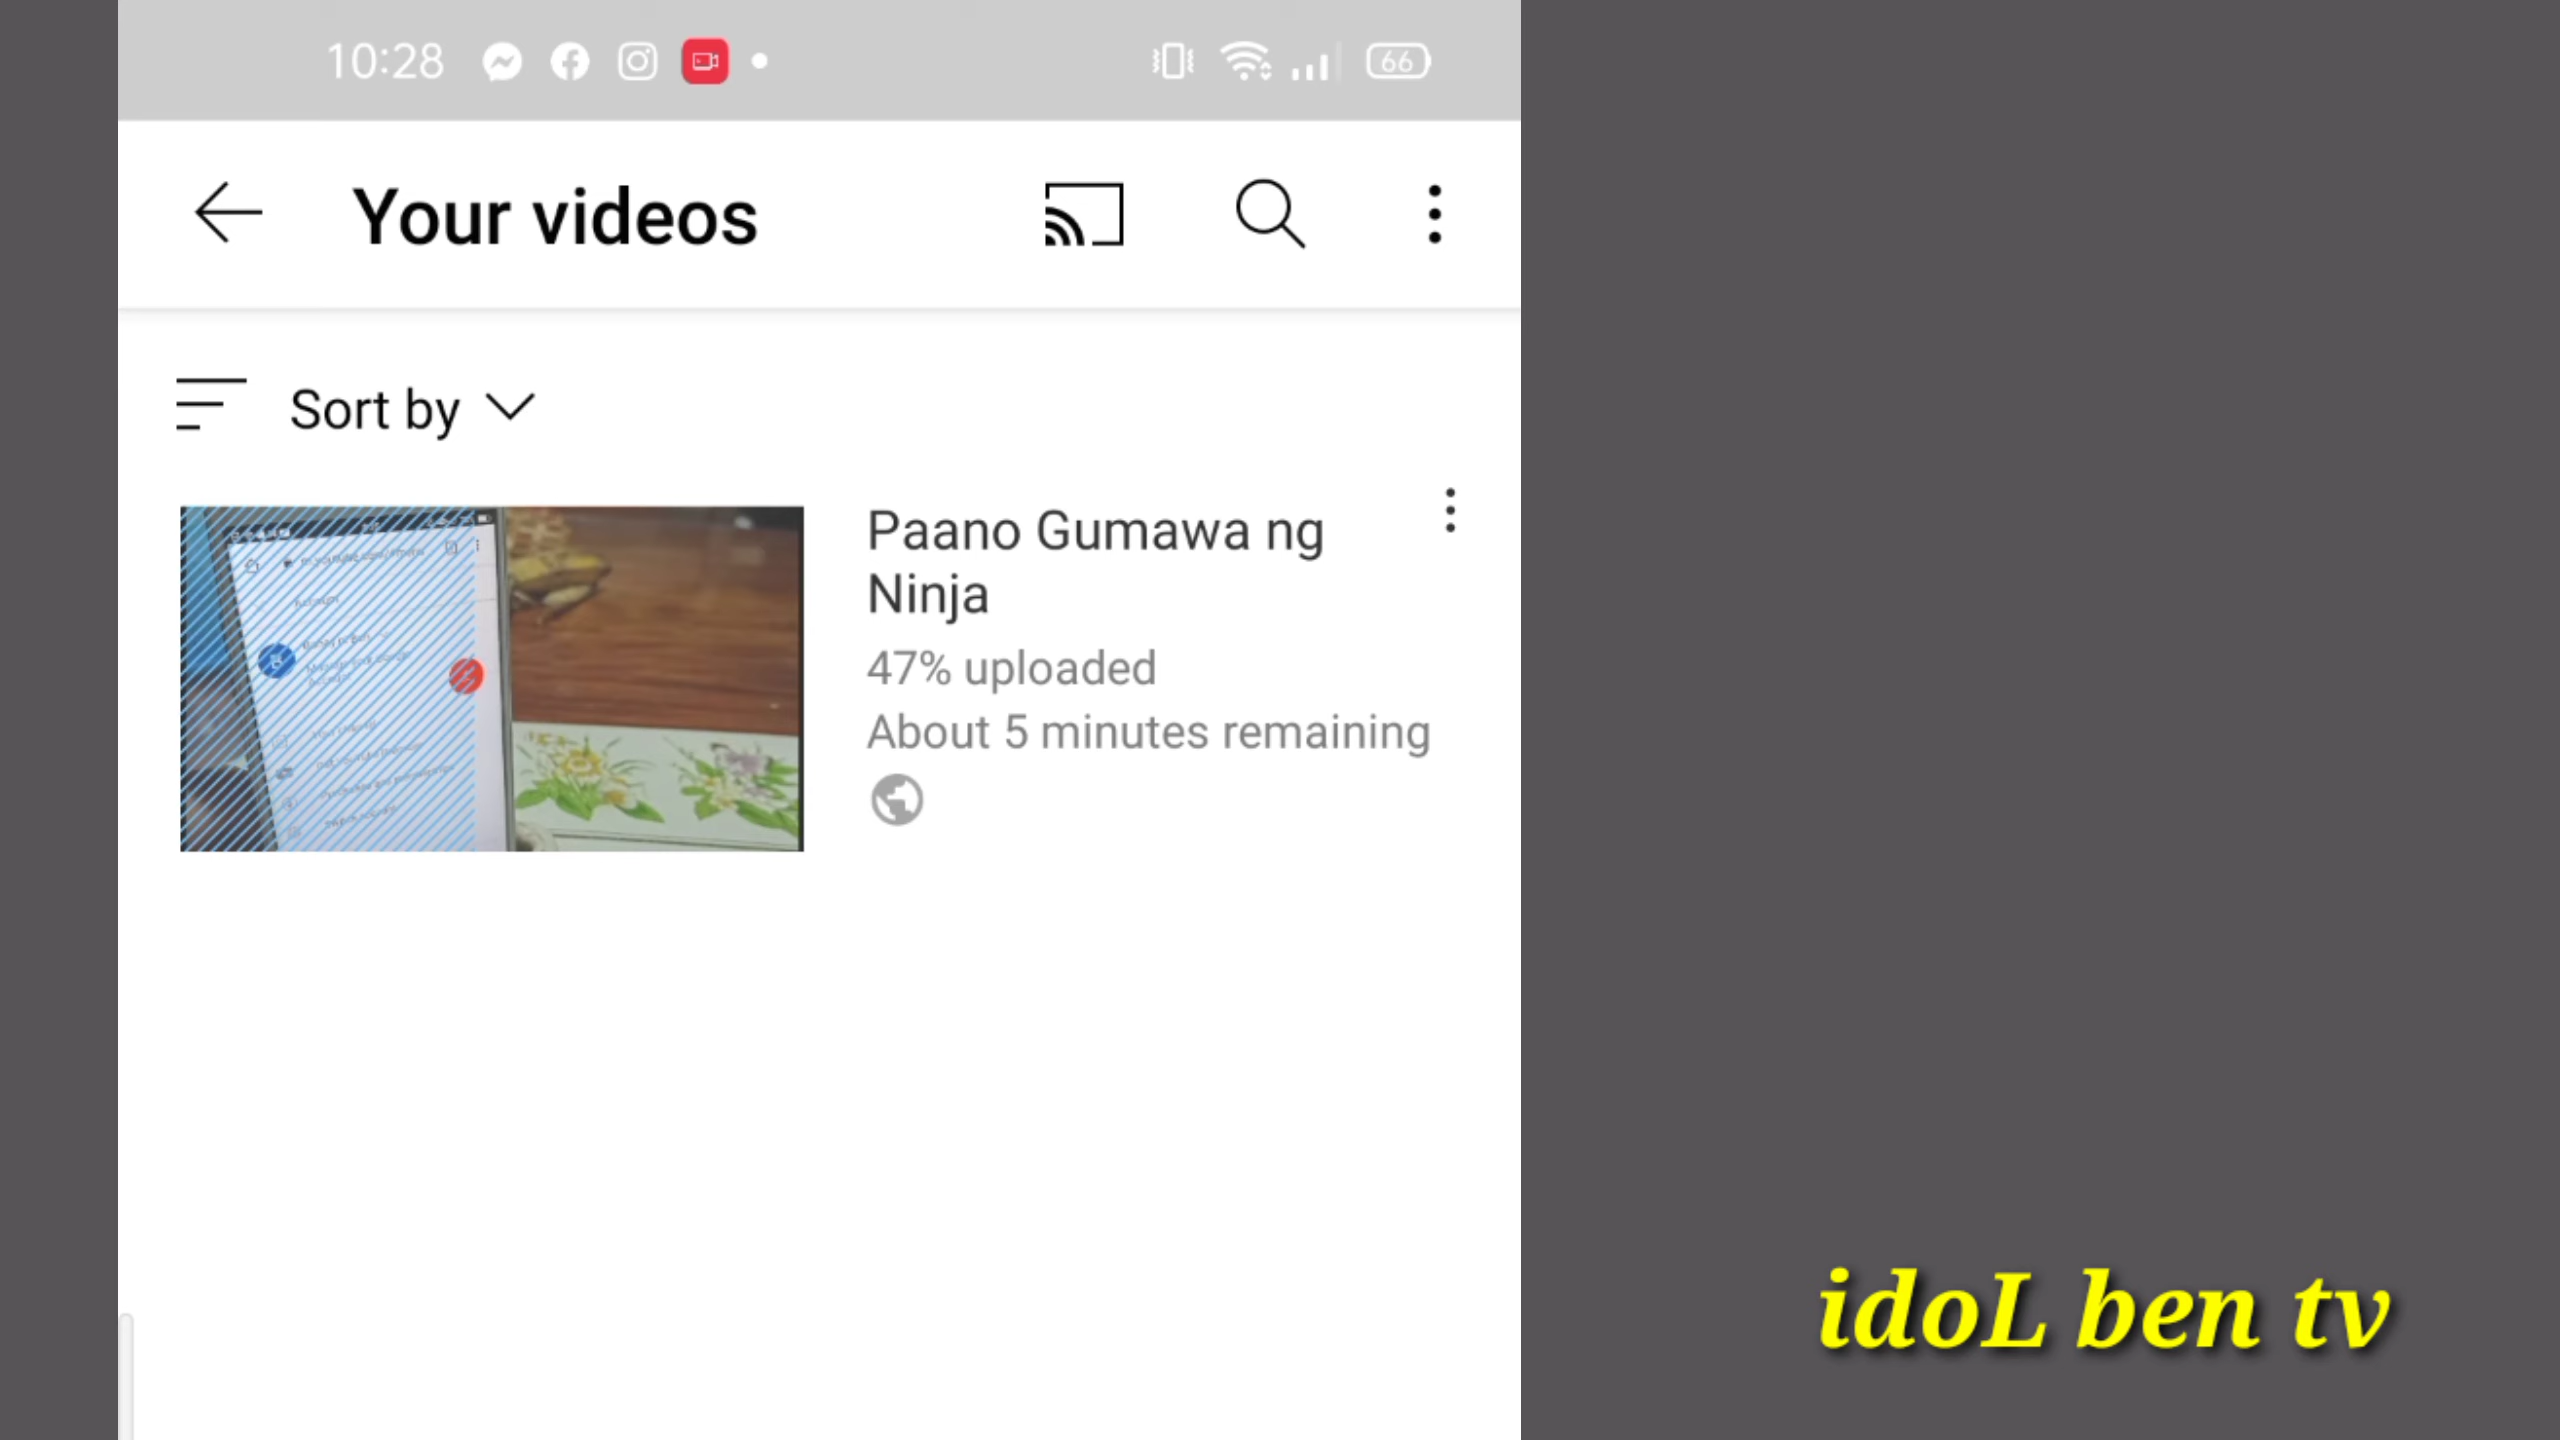 10:28
66
Your videos
Sort by
Paano Gumawa ng
Ninja
47% uploaded
About 5 minutes remaining
idoL ben tv